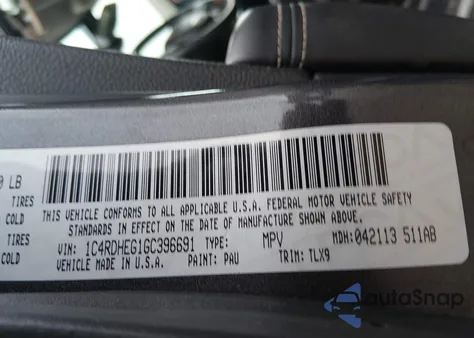 0 LB
TIRES
COLD
TIRES
COLD
THIS VEHICLE CONFORMS TO ALL APPLICABLE U.S.A. FEDERAL MOTOR VEHICLE SAFETY
STANDARDS IN EFFECT ON THE DATE OF MANUFACTURE SHOWN ABOVE.
VIN: 1C4RDHEG1GC396691 TYPE: MPV MDH: 042113 511AB
VEHICLE MADE IN U.S.A. PAINT: PAU TRIM: TLX9
autoSnap